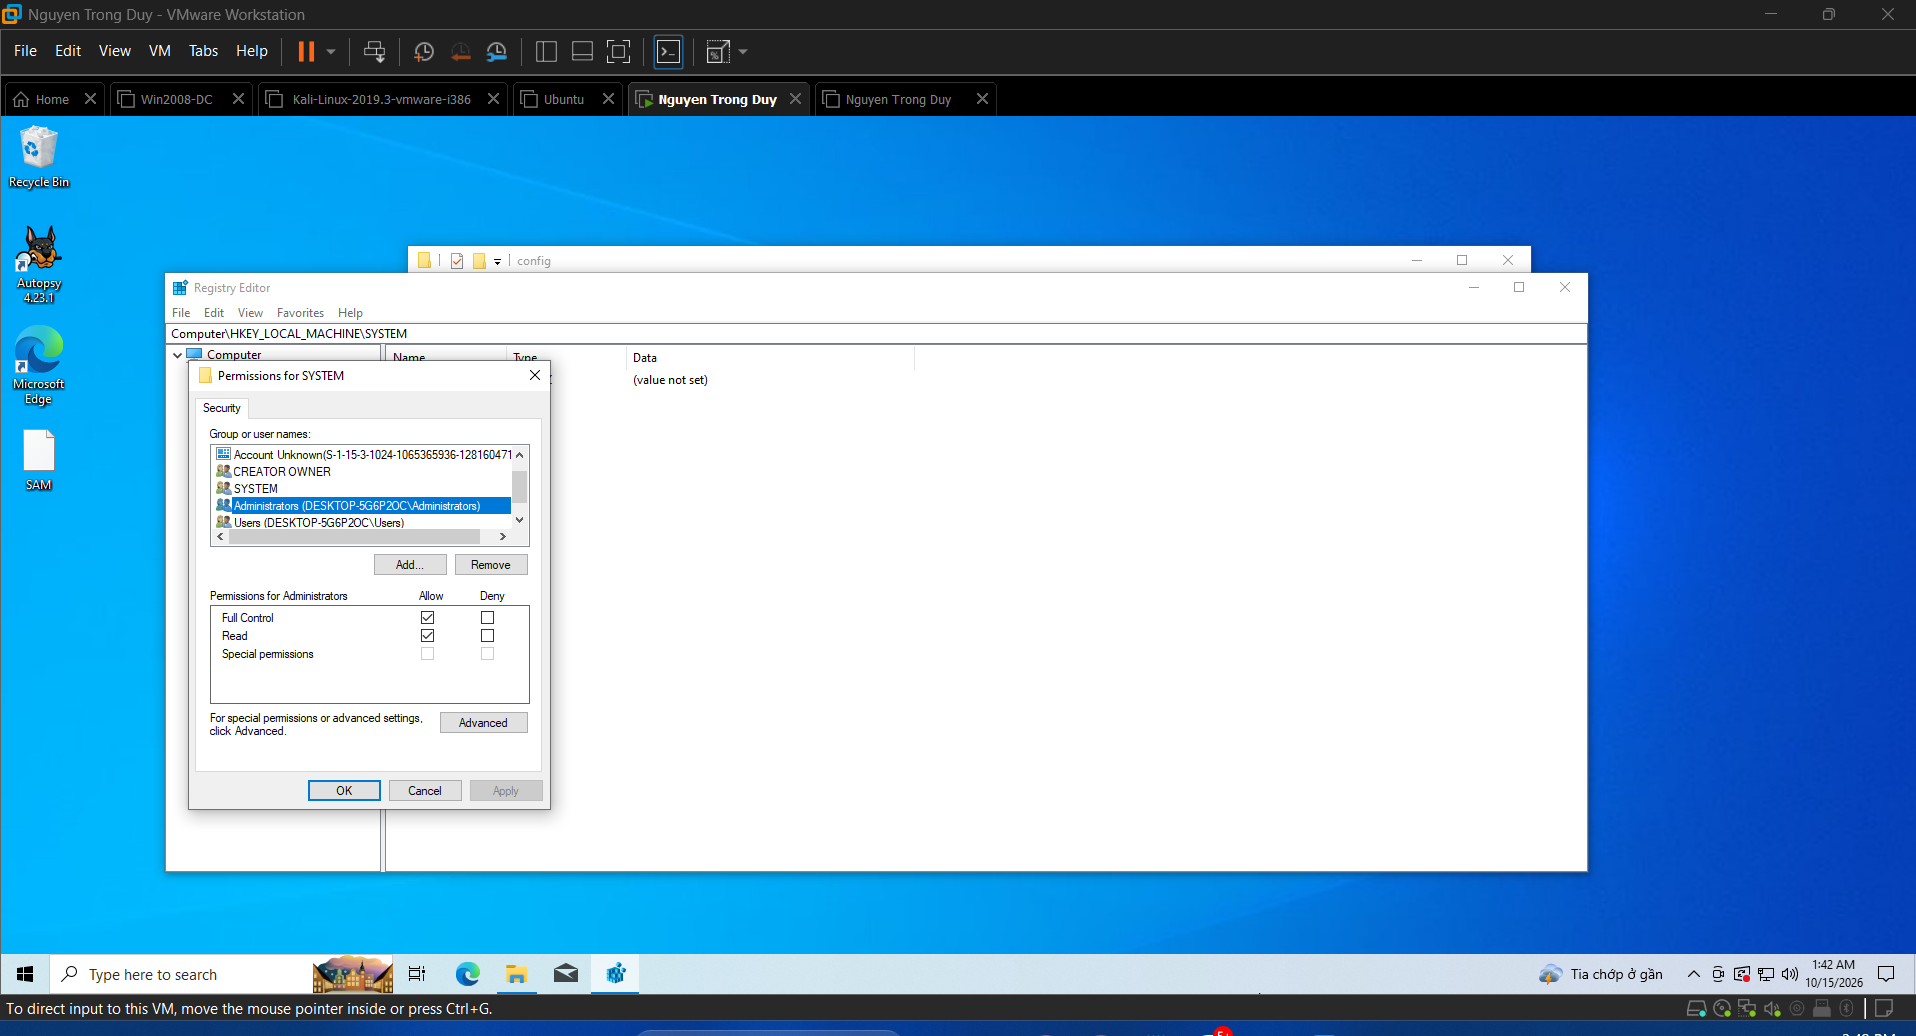 Nguyen Trong Duy - VMware Workstation
File Edit View VM Tabs Help
Home Win2008-DC Kali-Linux-2019.3-vmware-i386 Ubuntu Nguyen Trong Duy Nguyen Trong Duy
Recycle Bin
Autopsy
4.23.1
Microsoft
Edge
SAM
config
Registry Editor
File Edit View Favorites Help
Computer\HKEY_LOCAL_MACHINE\SYSTEM
Computer
Name Type Data
(value not set)
Permissions for SYSTEM
Security
Group or user names:
Account Unknown(S-1-15-3-1024-1065365936-128160471
CREATOR OWNER
SYSTEM
Administrators (DESKTOP-5G6P2OC\Administrators)
Users (DESKTOP-5G6P2OC\Users)
Add... Remove
Permissions for Administrators Allow Deny
Full Control
Read
Special permissions
For special permissions or advanced settings,
click Advanced.
Advanced
OK Cancel Apply
Type here to search
Tia chớp ở gần
1:42 AM
10/15/2026
To direct input to this VM, move the mouse pointer inside or press Ctrl+G.